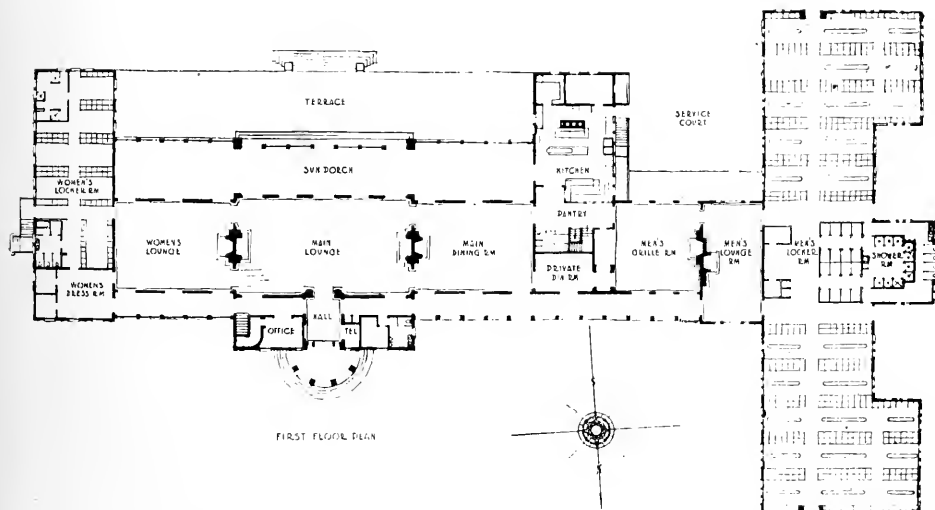 TERRACE
SERVICE
COURT
SUN PORCH
KITCHEN
WOMEN'S
LOCKER RM
PANTRY
WOMEN'S
LOUNGE
MAIN
LOUNGE
MAIN
DINING RM
MEN'S
GRILLE RM
MEN'S
LOUNGE
RM
MEN'S
LOCKER
RM
SHOWER
RM
PRIVATE
DIN RM
WOMEN'S
DRESS RM
HALL
OFFICE
TEL
FIRST FLOOR PLAN